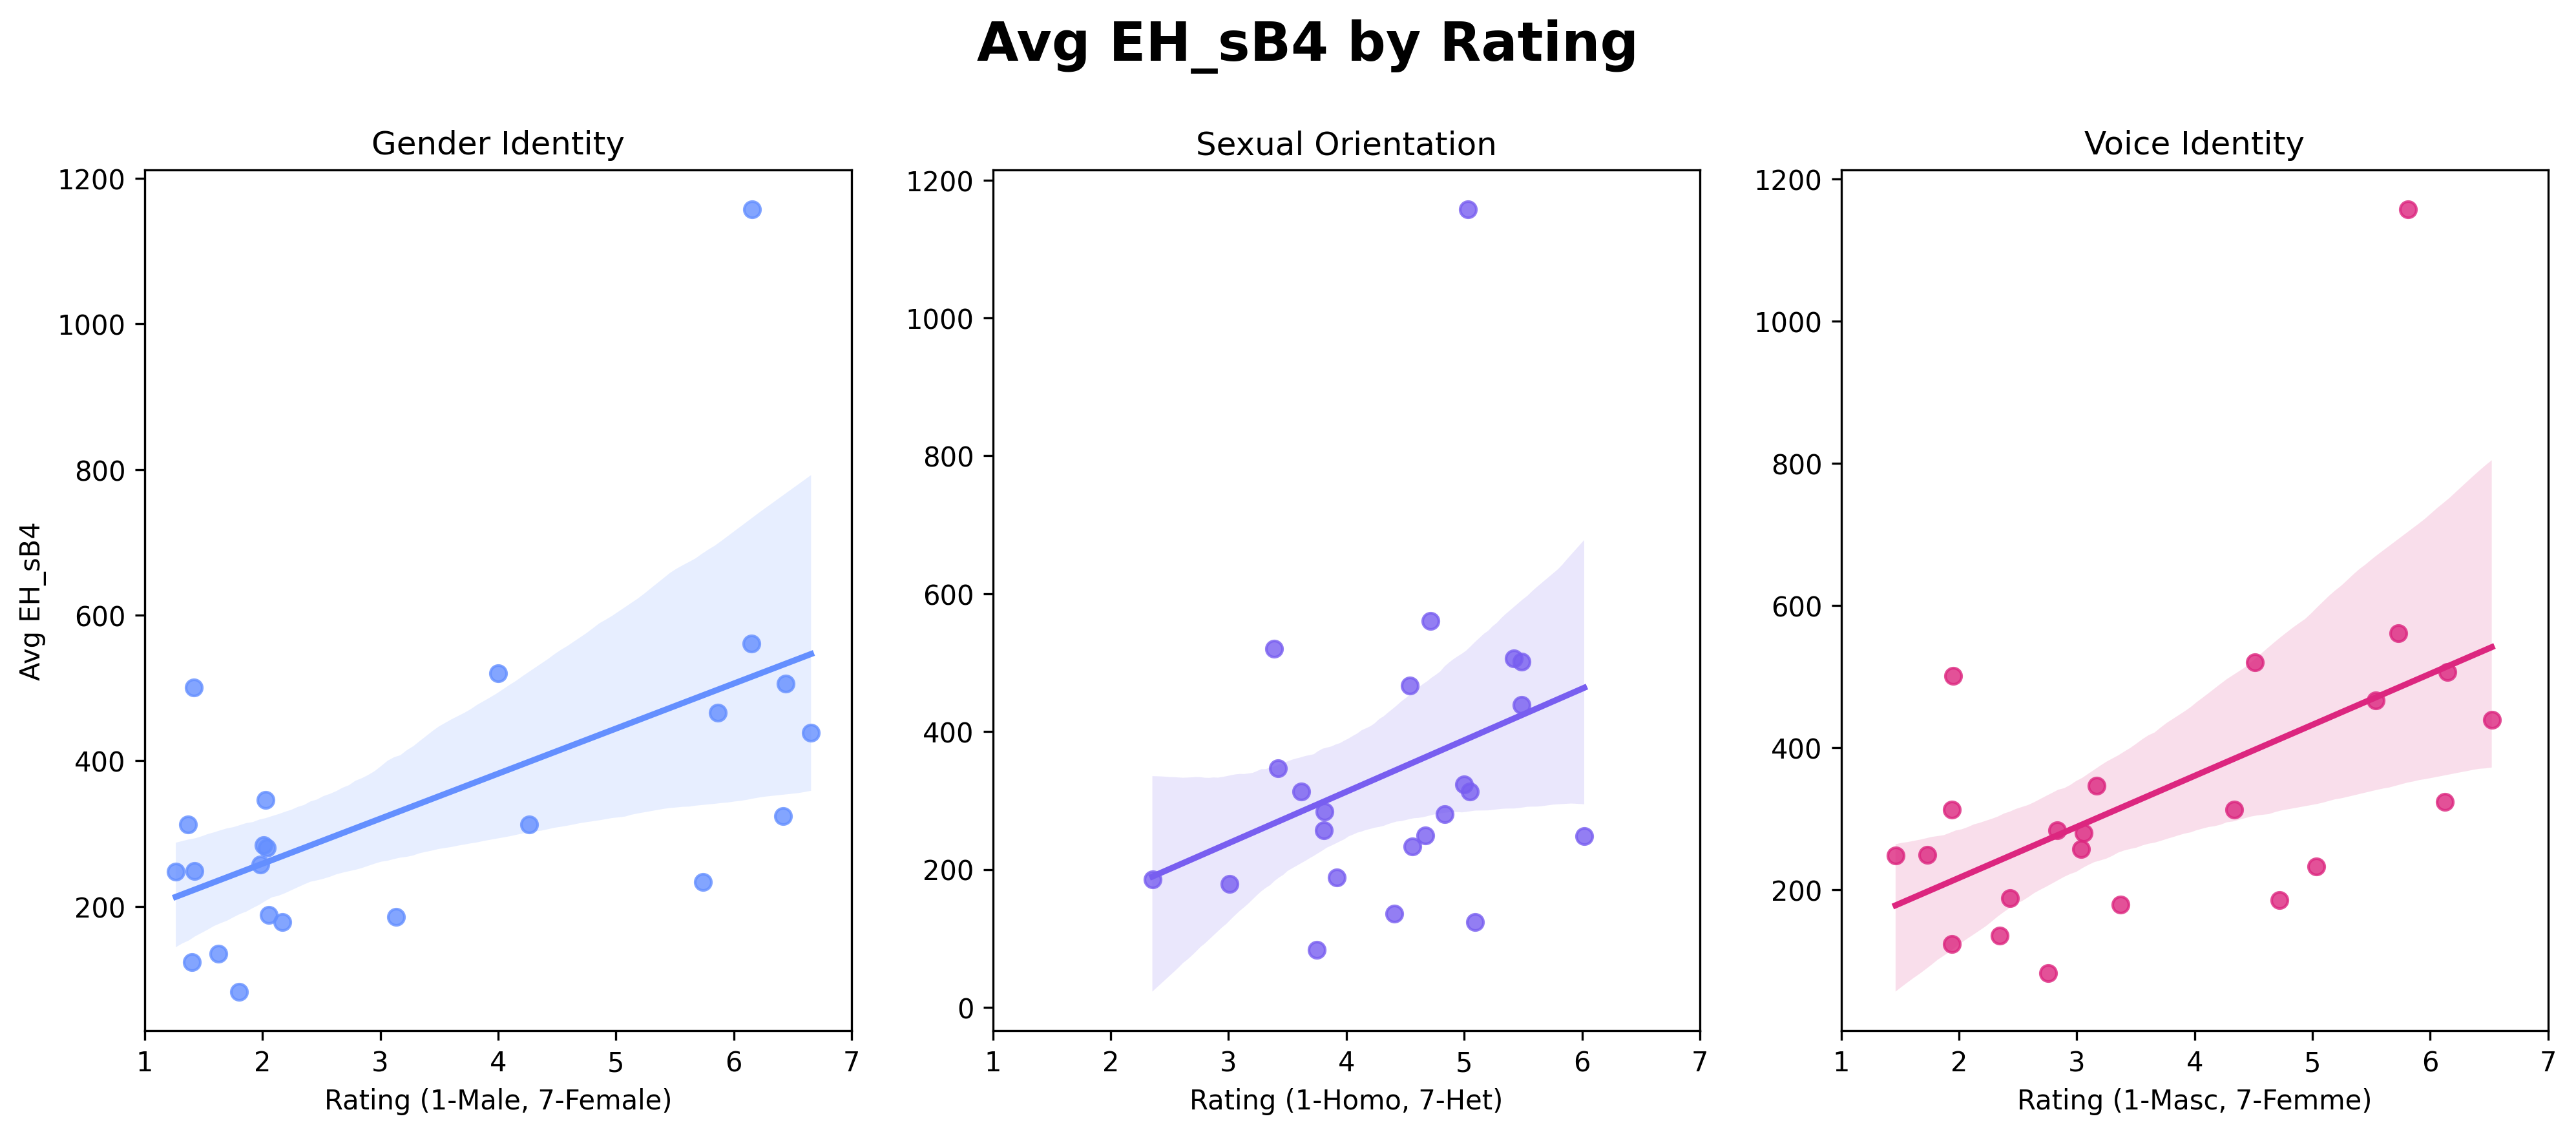 Avg EH_sB4 by Rating
Gender Identity
Sexual Orientation
Voice Identity
Avg EH_sB4
1200
1000
800
600
400
200
1 2 3 4 5 6 7
Rating (1-Male, 7-Female)
1200
1000
800
600
400
200
0
1 2 3 4 5 6 7
Rating (1-Homo, 7-Het)
1200
1000
800
600
400
200
1 2 3 4 5 6 7
Rating (1-Masc, 7-Femme)